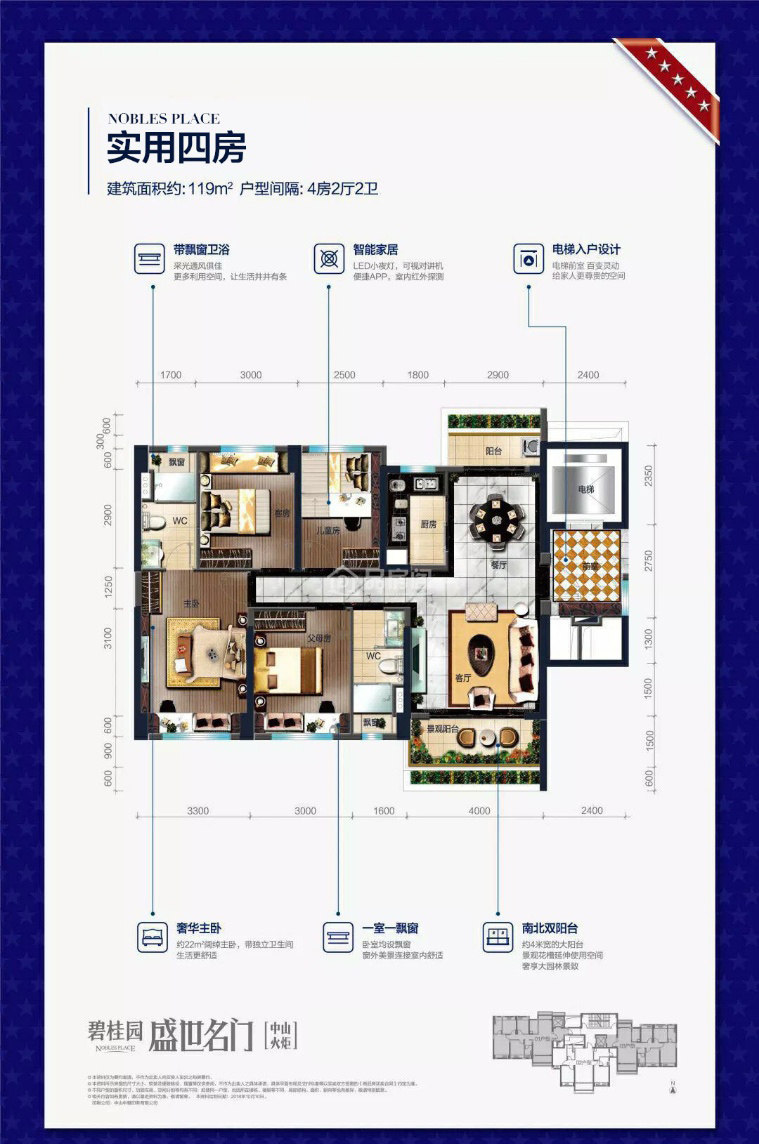 NOBLES PLACE
实用四房
建筑面积约: 119m² 户型间隔: 4房2厅2卫
带飘窗卫浴
采光通风俱佳
更多利用空间，让生活井井有条
智能家居
LED小夜灯，可视对讲机
便捷APP，室内红外探测
电梯入户设计
电梯前室 百变灵动
给家人更尊贵的空间
1700 3000 2500 1800 2900 2400
600
300
600
2900
1250
3100
600
900
600
2350
2750
1300
1500
1500
600
飘窗
WC
客房
儿童房
厨房
阳台
电梯
餐厅
主卧
父母房
WC
飘窗
客厅
景观阳台
3300 3000 1600 4000 2400
奢华主卧
约22m²阔绰主卧，带独立卫生间
生活更舒适
一室一飘窗
卧室均设飘窗
窗外美景连接室内舒适
南北双阳台
约4米宽的大阳台
景观花槽延伸使用空间
奢享大园林景致
碧桂园
NOBLES PLACE
盛世名门
中山
火炬
N